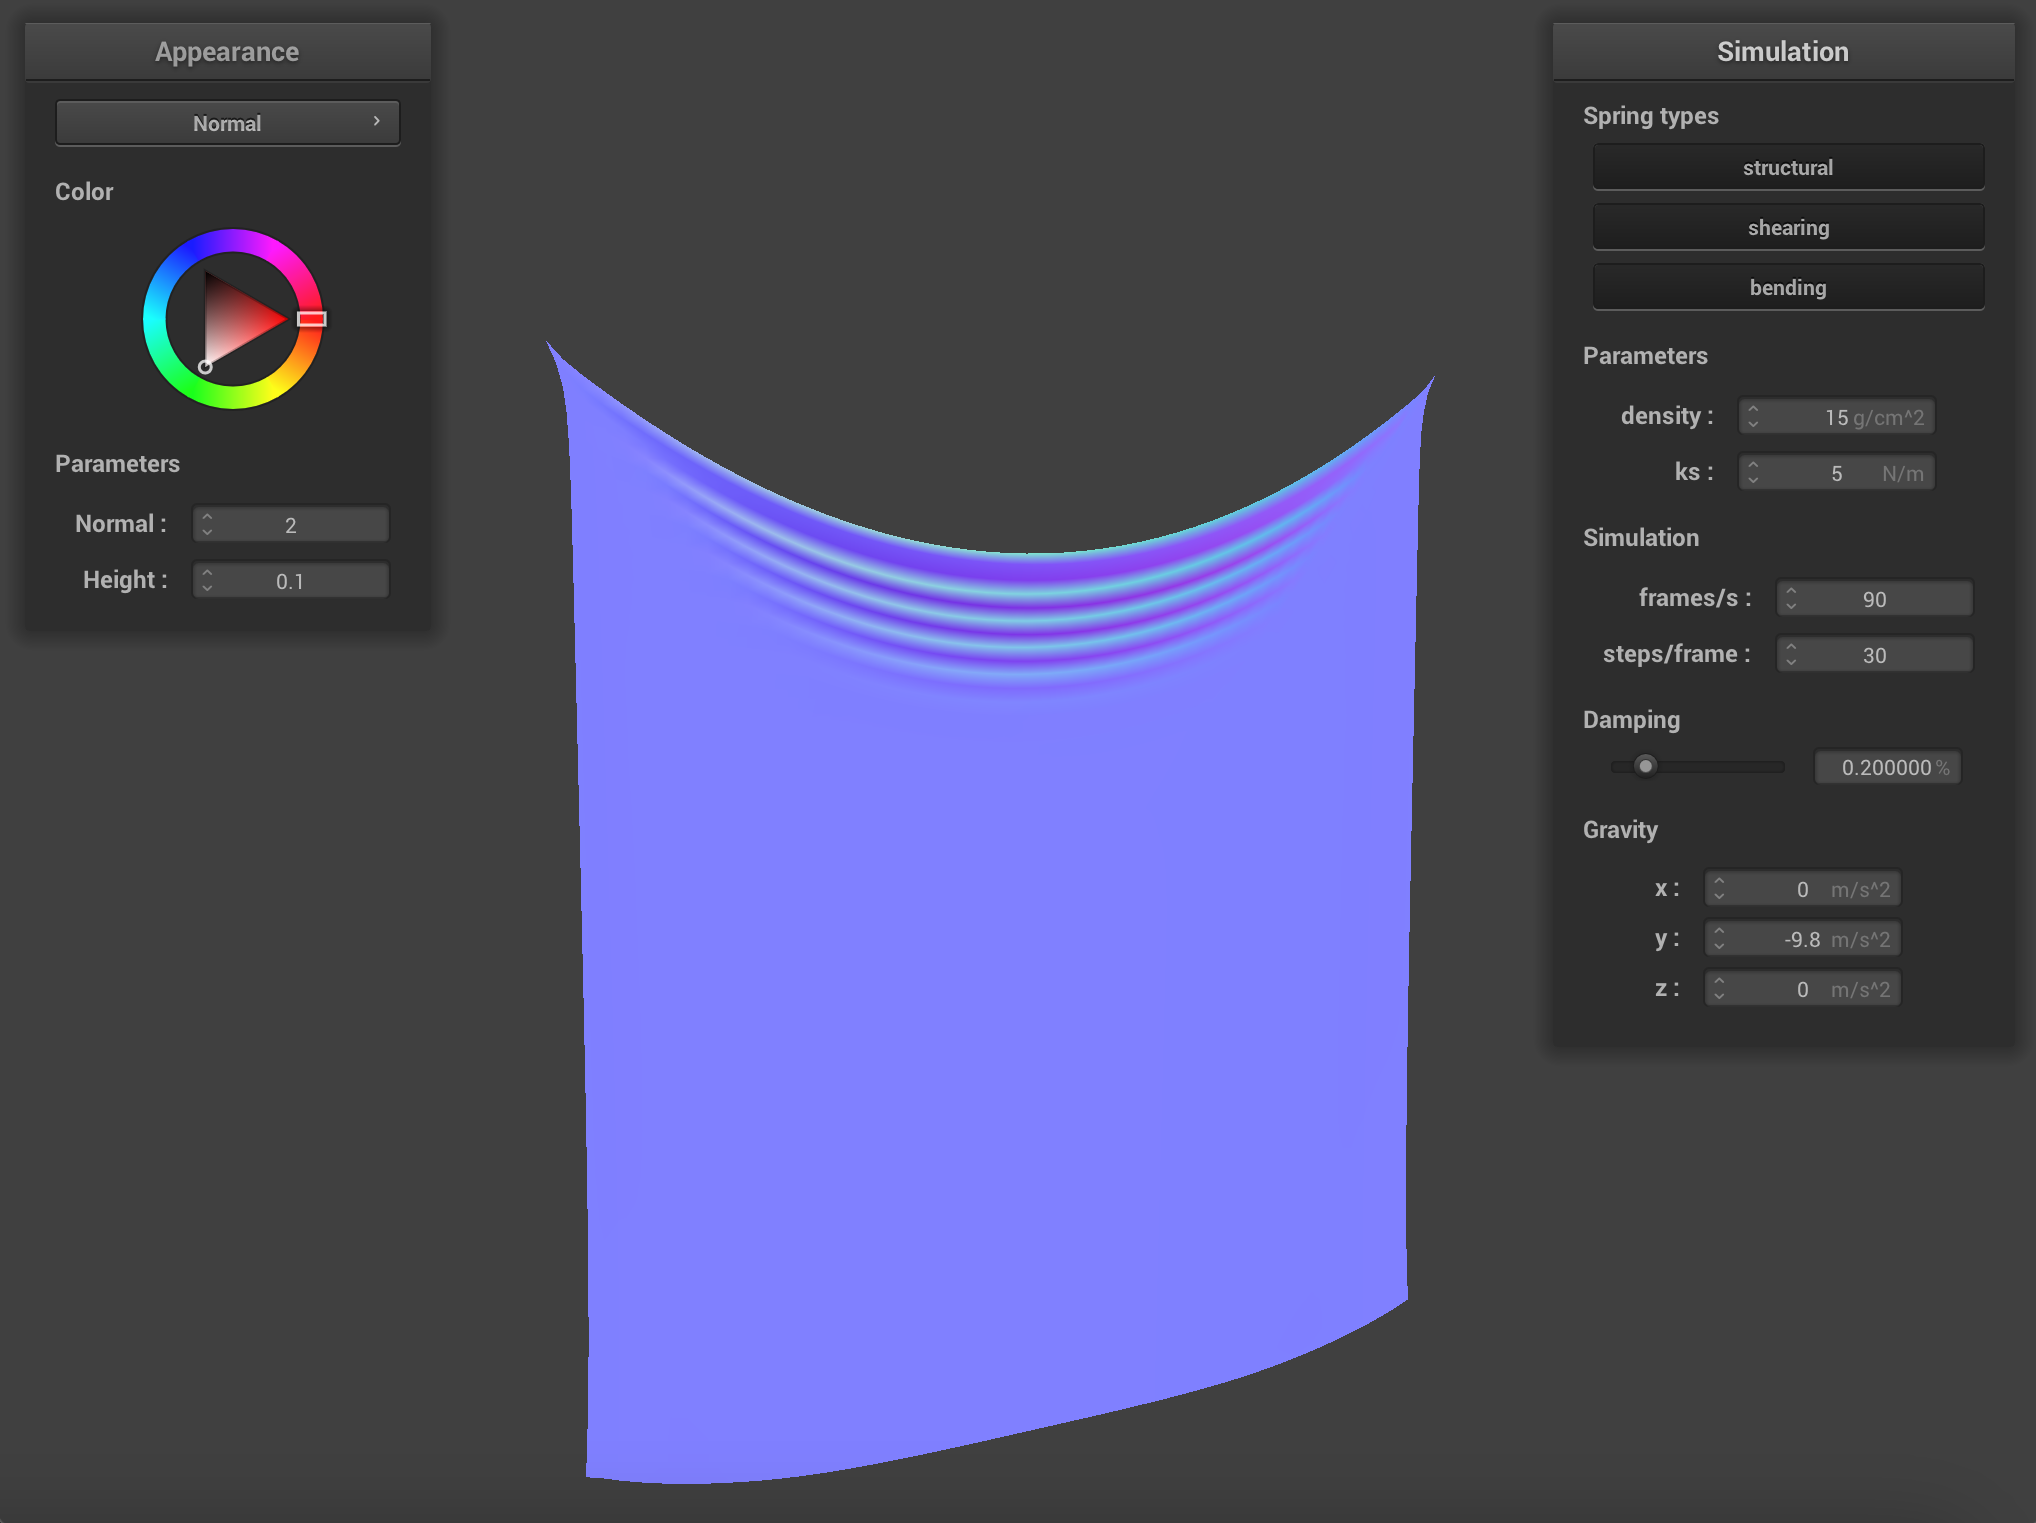 Appearance
Normal
Color
Parameters
Normal : 2
Height : 0.1
Simulation
Spring types
structural
shearing
bending
Parameters
density : 15 g/cm^2
ks : 5 N/m
Simulation
frames/s : 90
steps/frame : 30
Damping
0.200000 %
Gravity
x : 0 m/s^2
y : -9.8 m/s^2
z : 0 m/s^2